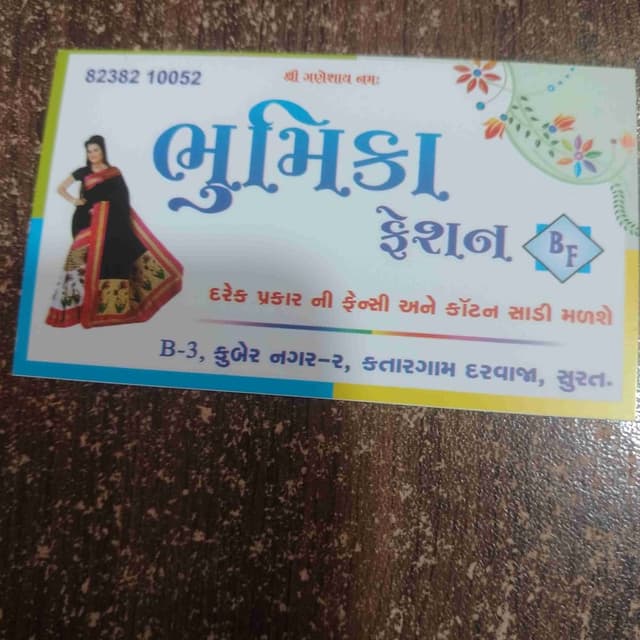 82382 10052
શ્રી ગણેશાય નમઃ
ભુમિકા
ફેશન
BF
દરેક પ્રકાર ની ફેન્સી અને કૉટન સાડી મળશે
B-3, કુબેર નગર-૨, કતારગામ દરવાજા, સુરત.